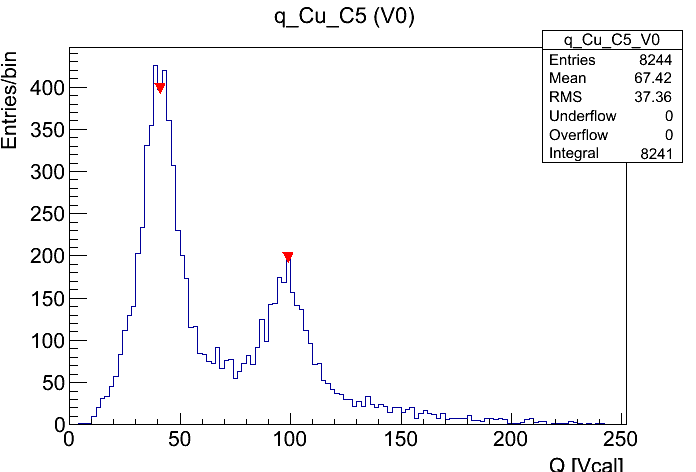 q_Cu_C5 (V0)
q_Cu_C5_V0
Entries 8244
Mean 67.42
RMS 37.36
Underflow 0
Overflow 0
Integral 8241
Entries/bin
400
350
300
250
200
150
100
50
0
0 50 100 150 200 250
Q [Vcal]